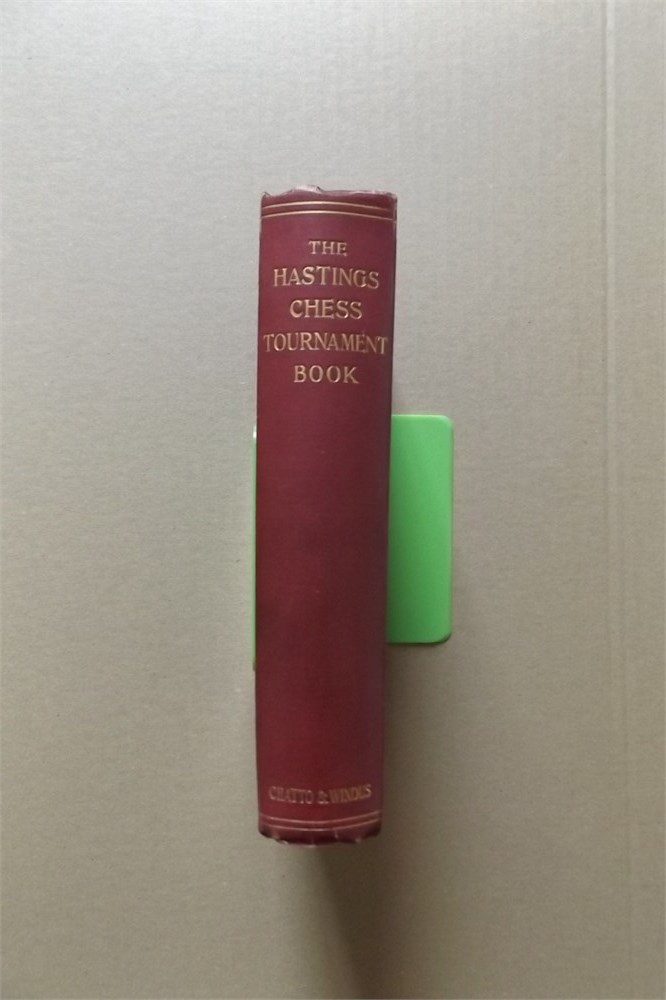 THE
HASTINGS
CHESS
TOURNAMENT
BOOK
CHATTO & WINDUS